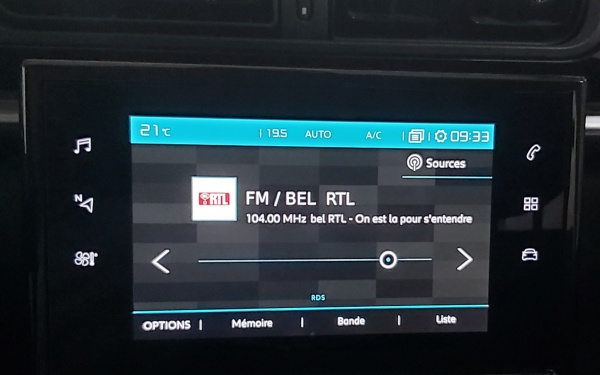 21°C | 19.5 AUTO A/C | | 09:33
Sources
N
RTL
FM / BEL RTL
104.00 MHz bel RTL - On est la pour s'entendre
RDS
OPTIONS | Mémoire | Bande | Liste